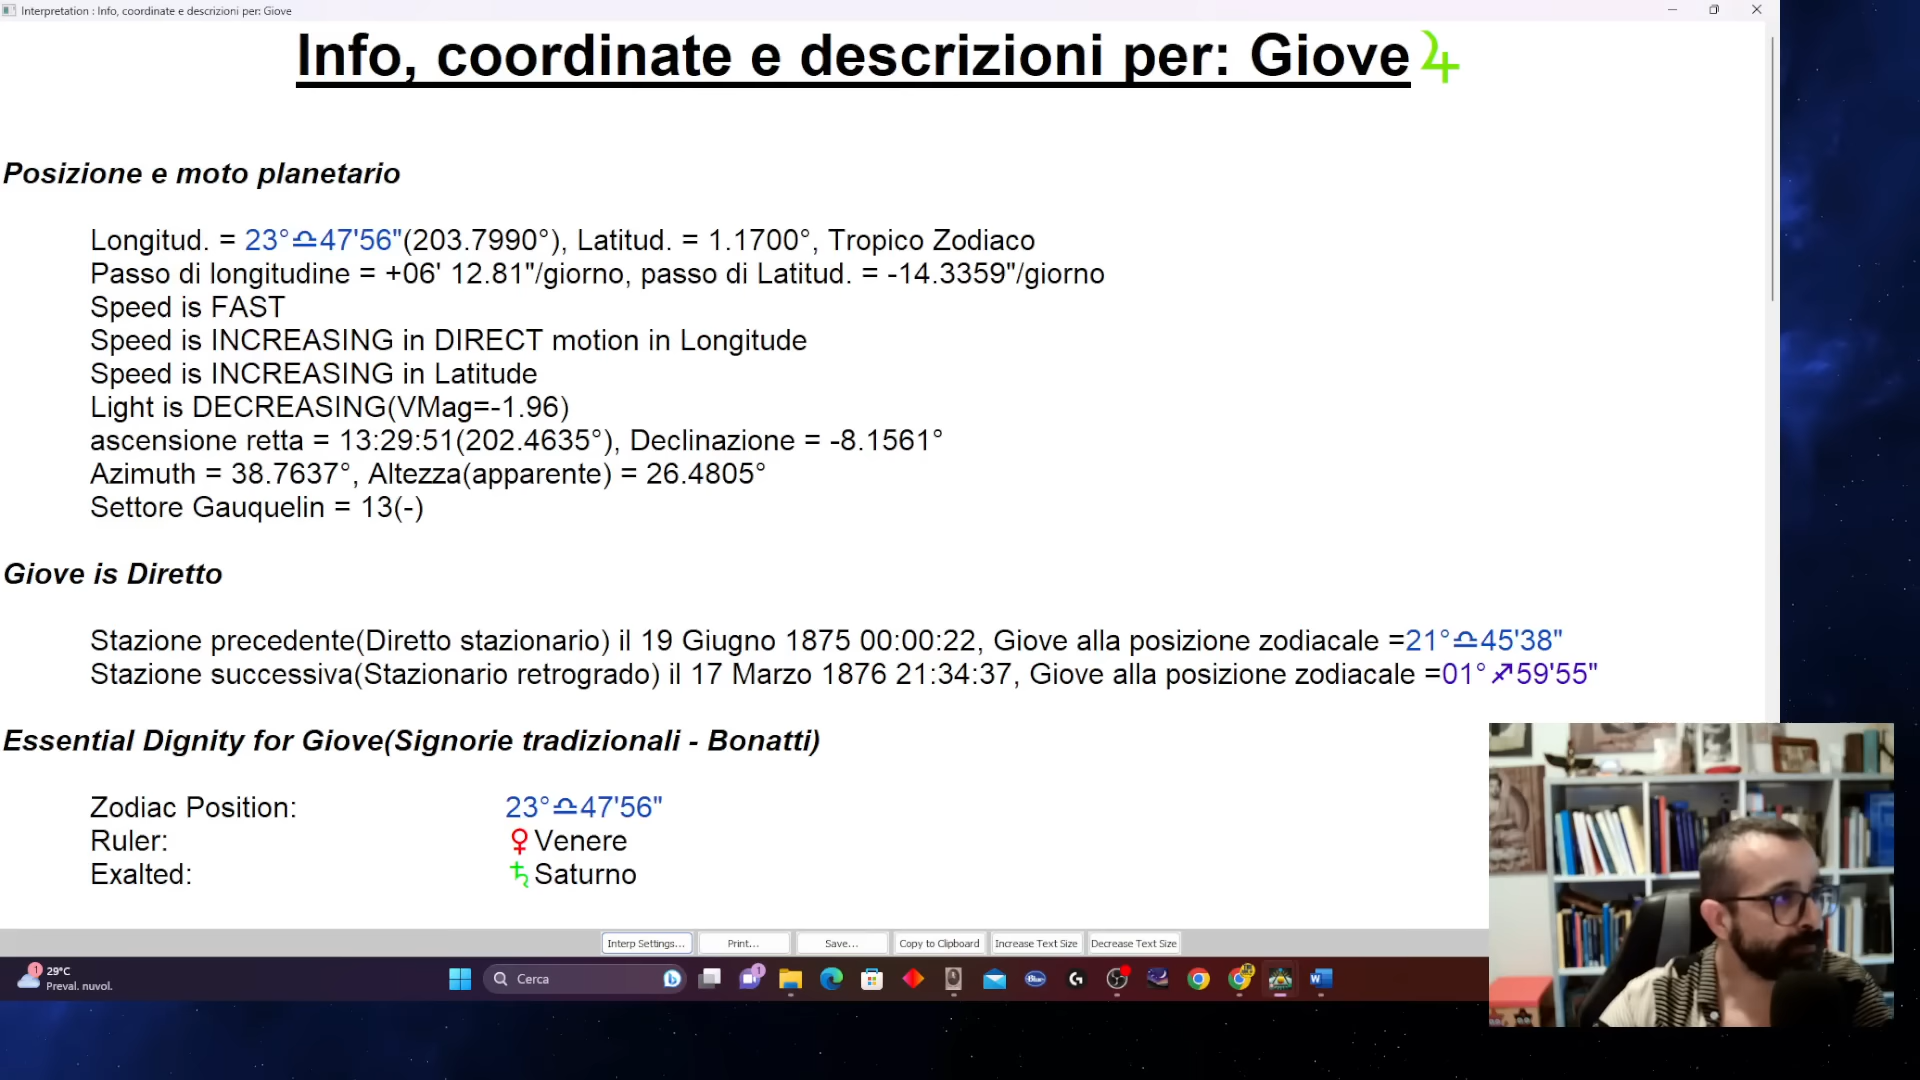 Interpretation : Info, coordinate e descrizioni per: Giove
Info, coordinate e descrizioni per: Giove♃
Posizione e moto planetario
Longitud. = 23°♎47'56"(203.7990°), Latitud. = 1.1700°, Tropico Zodiaco
Passo di longitudine = +06' 12.81"/giorno, passo di Latitud. = -14.3359"/giorno
Speed is FAST
Speed is INCREASING in DIRECT motion in Longitude
Speed is INCREASING in Latitude
Light is DECREASING(VMag=-1.96)
ascensione retta = 13:29:51(202.4635°), Declinazione = -8.1561°
Azimuth = 38.7637°, Altezza(apparente) = 26.4805°
Settore Gauquelin = 13(-)
Giove is Diretto
Stazione precedente(Diretto stazionario) il 19 Giugno 1875 00:00:22, Giove alla posizione zodiacale =21°♎45'38"
Stazione successiva(Stazionario retrogrado) il 17 Marzo 1876 21:34:37, Giove alla posizione zodiacale =01°♐59'55"
Essential Dignity for Giove(Signorie tradizionali - Bonatti)
Zodiac Position: 23°♎47'56"
Ruler: ♀Venere
Exalted: ♄Saturno
Interp Settings... Print... Save... Copy to Clipboard Increase Text Size Decrease Text Size
1 29°C
Preval. nuvol.
Cerca
1